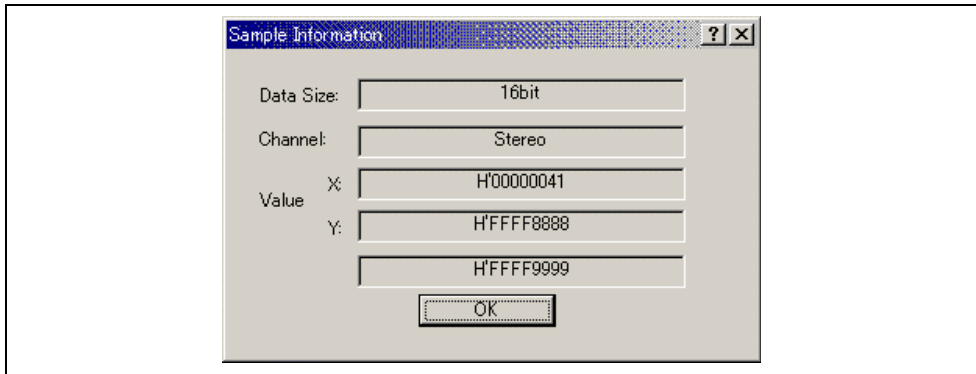 Sample Information
Data Size: 16bit
Channel: Stereo
Value X: H'00000041
Y: H'FFFF8888
H'FFFF9999
OK